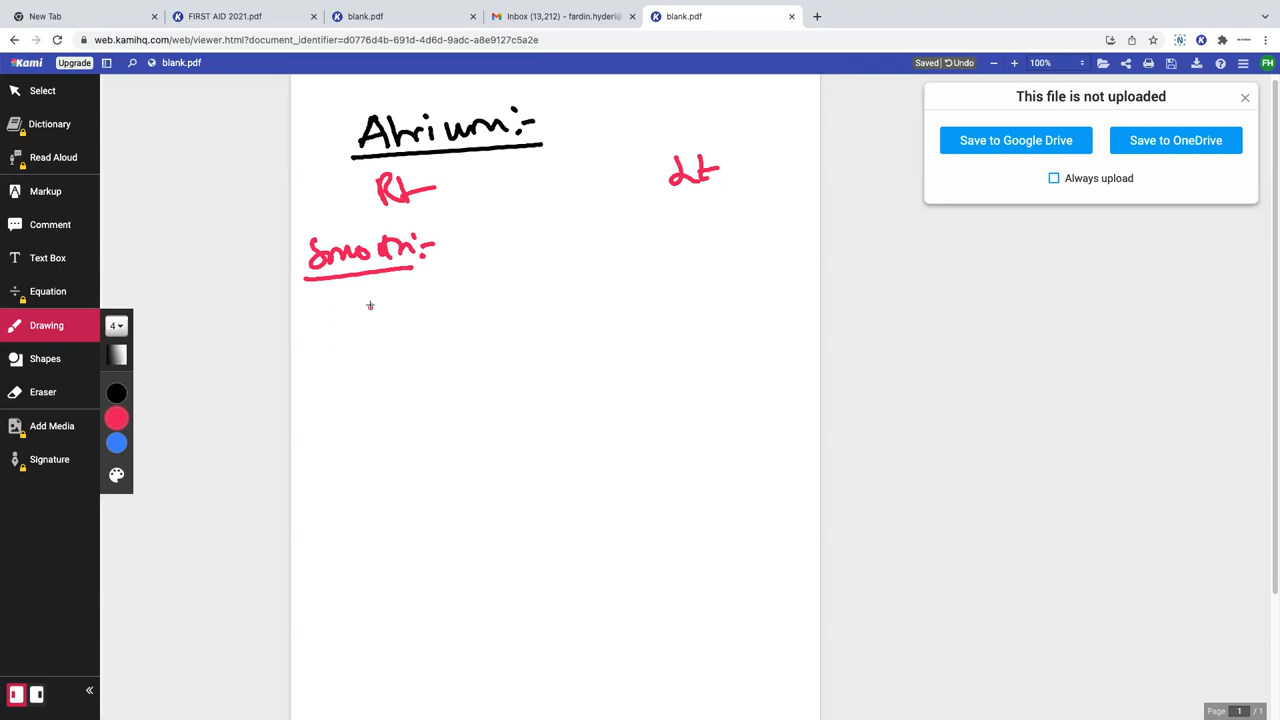 New Tab
FIRST AID 2021.pdf
blank.pdf
Inbox (13,212) - fardin.hyderi@
blank.pdf
web.kamihq.com/web/viewer.html?document_identifier=d0776d4b-691d-4d6d-9adc-a8e9127c5a2e
Kami Upgrade blank.pdf Saved Undo 100% FH
Select
Dictionary
Read Aloud
Markup
Comment
Text Box
Equation
Drawing
Shapes
Eraser
Add Media
Signature
4
Atrium:-
Rt
Lt
Smooth:-
This file is not uploaded
Save to Google Drive Save to OneDrive
Always upload
Page 1 / 1